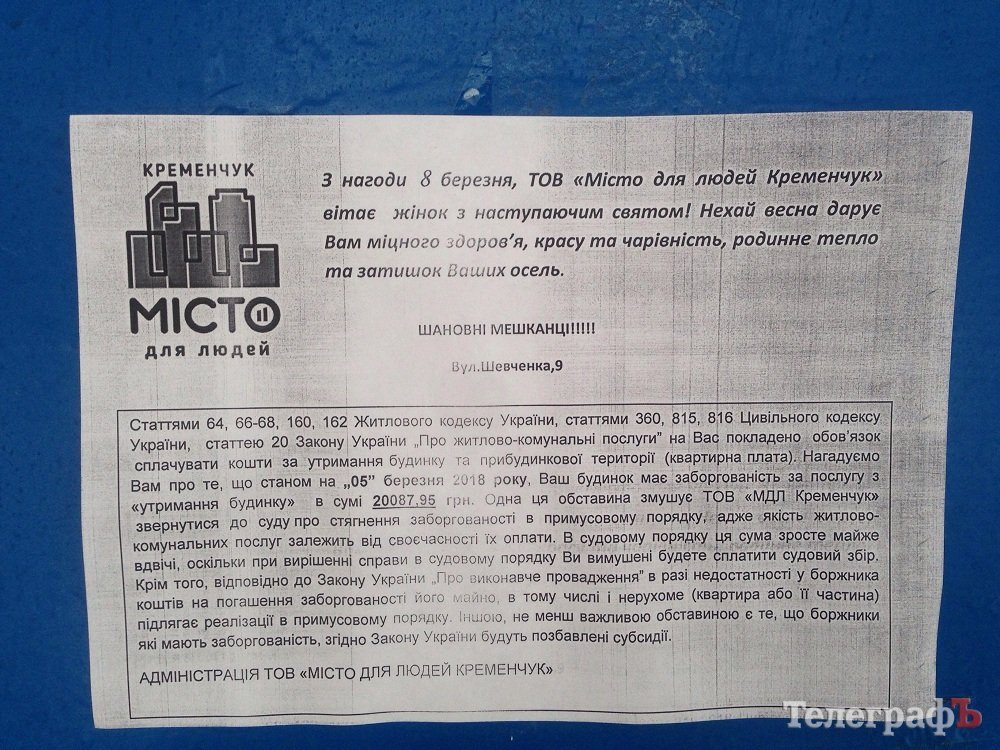 КРЕМЕНЧУК
МІСТО
для людей
З нагоди 8 березня, ТОВ «Місто для людей Кременчук»
вітає жінок з наступаючим святом! Нехай весна дарує
Вам міцного здоров’я, красу та чарівність, родинне тепло
та затишок Ваших осель.
ШАНОВНІ МЕШКАНЦІ!!!!!
Вул.Шевченка,9
Статтями 64, 66-68, 160, 162 Житлового кодексу України, статтями 360, 815, 816 Цивільного кодексу
України, статтею 20 Закону України „Про житлово-комунальні послуги” на Вас покладено обов’язок
сплачувати кошти за утримання будинку та прибудинкової території (квартирна плата). Нагадуємо
Вам про те, що станом на „05” березня 2018 року, Ваш будинок має заборгованість за послугу з
«утримання будинку» в сумі 20087,95 грн. Одна ця обставина змушує ТОВ «МДЛ Кременчук»
звернутися до суду про стягнення заборгованості в примусовому порядку, адже якість житлово-
комунальних послуг залежить від своєчасності їх оплати. В судовому порядку ця сума зросте майже
вдвічі, оскільки при вирішенні справи в судовому порядку Ви вимушені будете сплатити судовий збір.
Крім того, відповідно до Закону України „Про виконавче провадження” в разі недостатності у боржника
коштів на погашення заборгованості його майно, в тому числі і нерухоме (квартира або її частина)
підлягає реалізації в примусовому порядку. Іншою, не менш важливою обставиною є те, що боржники
які мають заборгованість, згідно Закону України будуть позбавлені субсидії.
АДМІНІСТРАЦІЯ ТОВ «МІСТО ДЛЯ ЛЮДЕЙ КРЕМЕНЧУК»
ТелеграфЪ